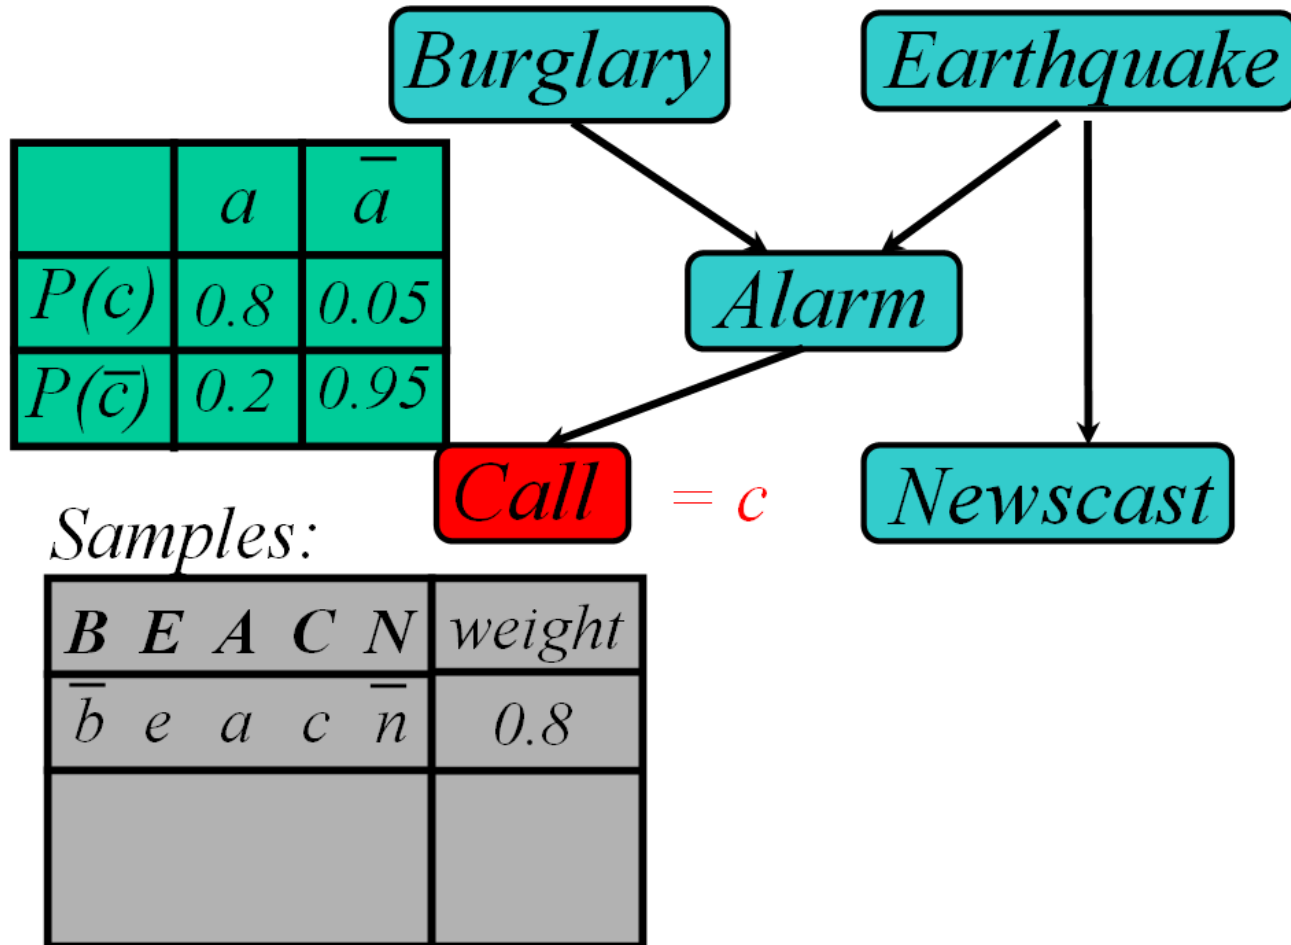 Burglary Earthquake
a a̅
Alarm
P(c) 0.8 0.05
P(c̅) 0.2 0.95
Call = c Newscast
Samples:
B E A C N weight
b̅ e a c n̅ 0.8